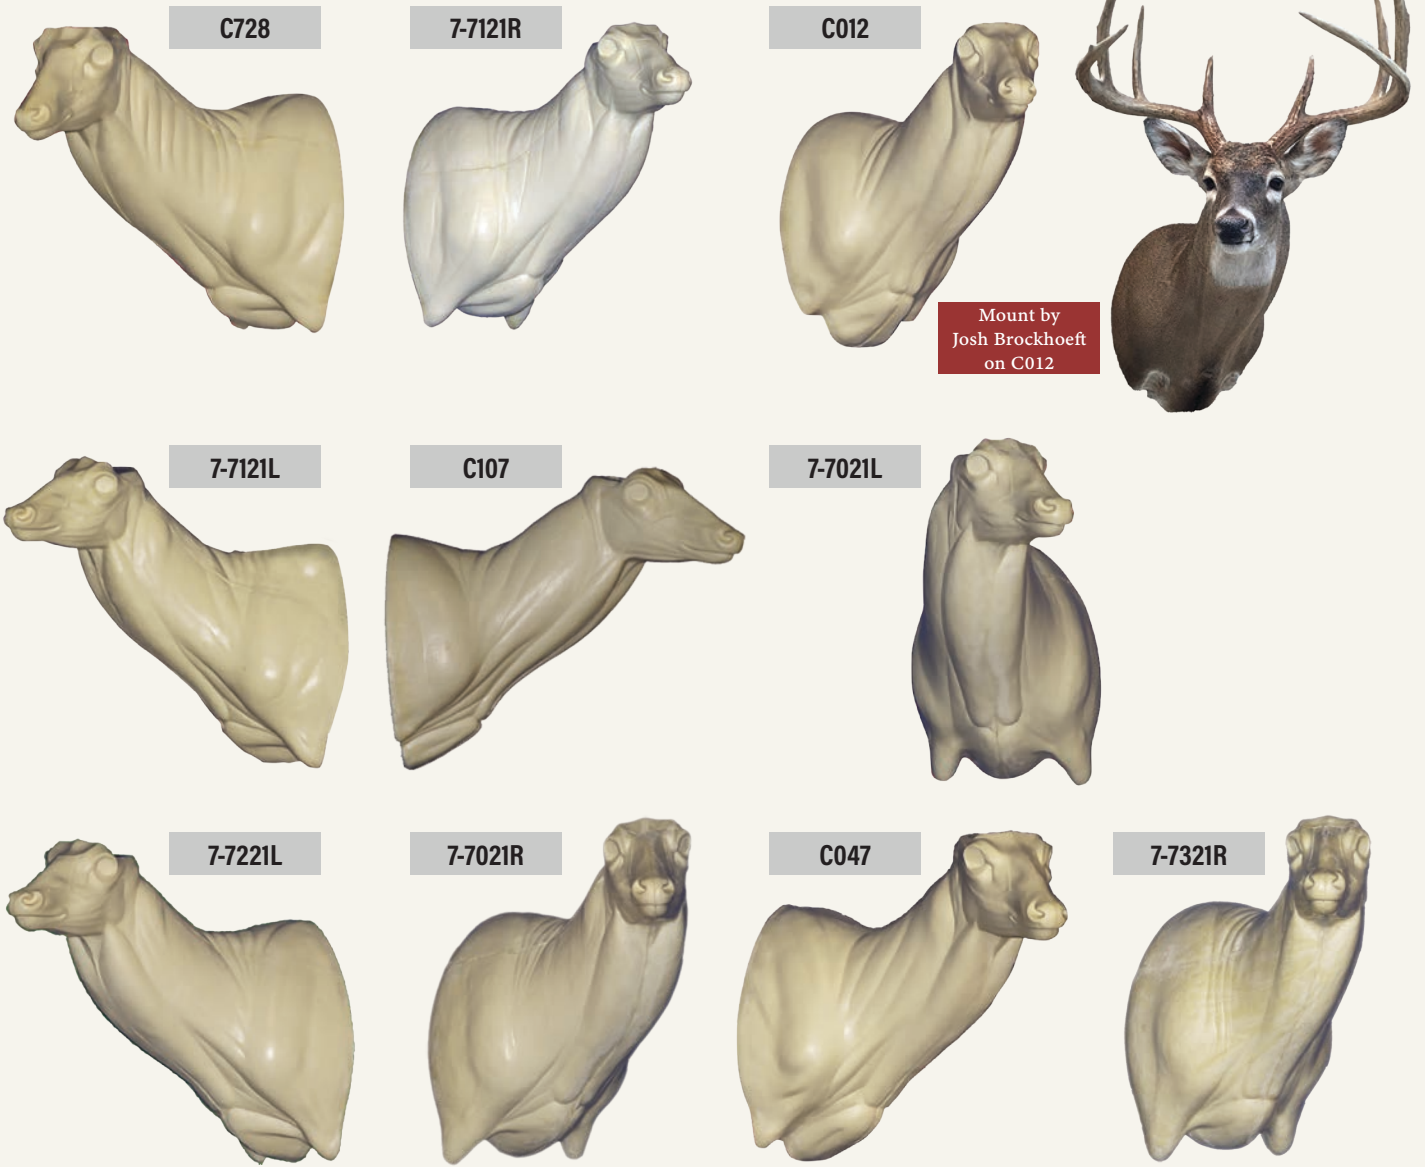 C728
7-7121R
C012
Mount by
Josh Brockhoeft
on C012
7-7121L
C107
7-7021L
7-7221L
7-7021R
C047
7-7321R